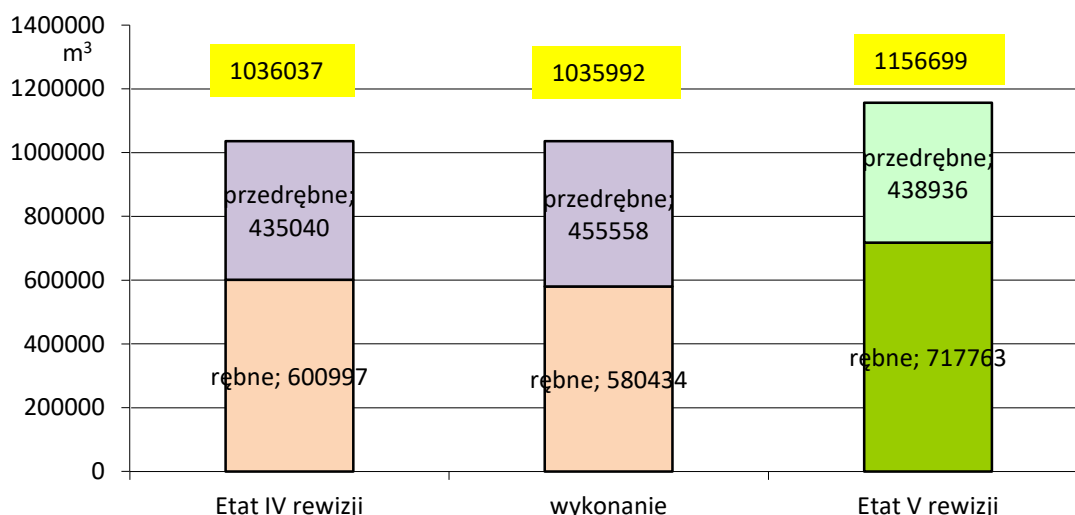 1400000
m³
1200000
1000000
800000
600000
400000
200000
0
1036037
1035992
1156699
przedrębne;
435040
przedrębne;
455558
przedrębne;
438936
rębne; 600997
rębne; 580434
rębne; 717763
Etat IV rewizji
wykonanie
Etat V rewizji